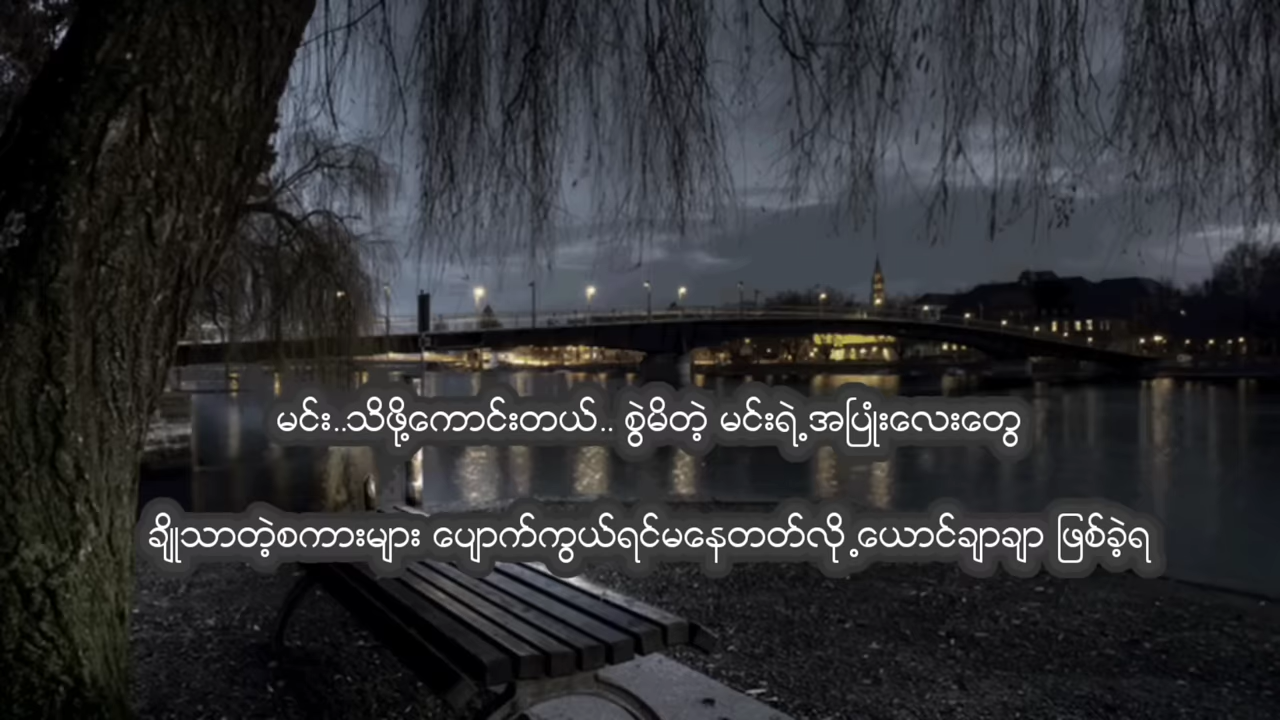 မင်း..သိဖို့ကောင်းတယ်.. စွဲမိတဲ့ မင်းရဲ့အပြုံးလေးတွေ
ချိုသာတဲ့စကားများ ပျောက်ကွယ်ရင်မနေတတ်လို့ယောင်ချာချာ ဖြစ်ခဲ့ရ